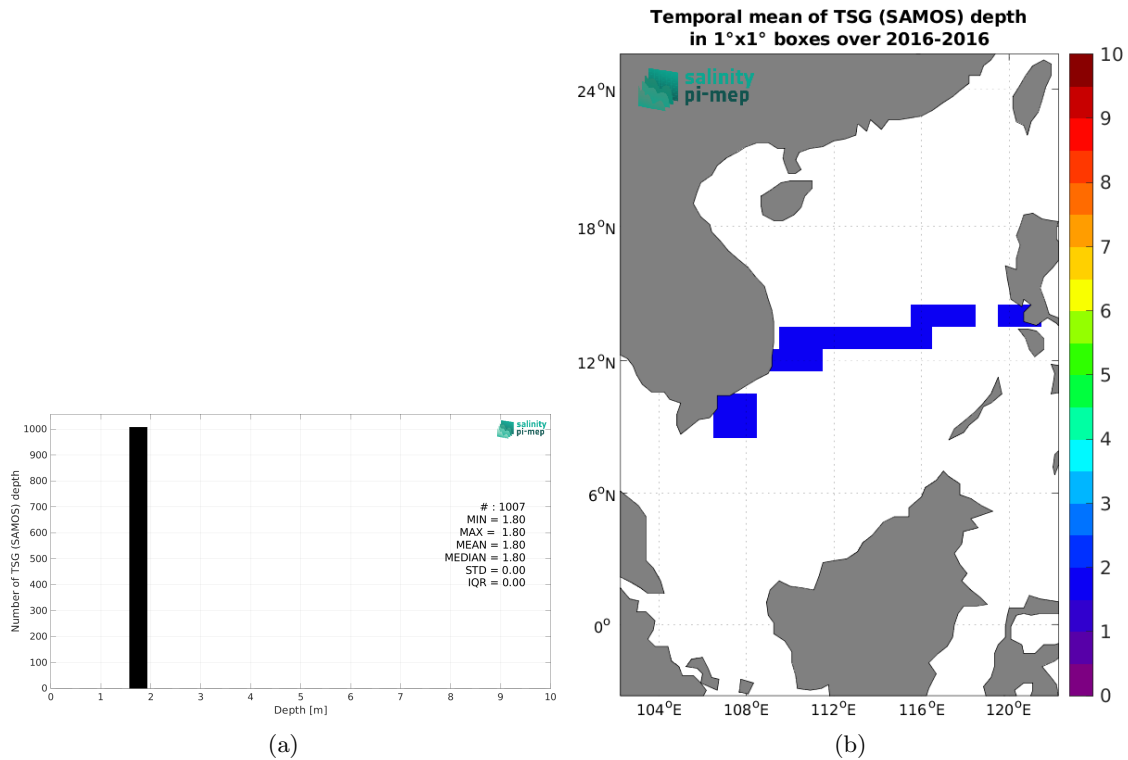 1000
900
800
700
600
500
400
300
200
100
0
Number of TSG (SAMOS) depth
0 1 2 3 4 5 6 7 8 9 10
Depth [m]
salinity
pi-mep
# : 1007
MIN = 1.80
MAX = 1.80
MEAN = 1.80
MEDIAN = 1.80
STD = 0.00
IQR = 0.00
(a)
Temporal mean of TSG (SAMOS) depth
in 1°x1° boxes over 2016-2016
salinity
pi-mep
24°N
18°N
12°N
6°N
0°
104°E 108°E 112°E 116°E 120°E
10
9
8
7
6
5
4
3
2
1
0
(b)